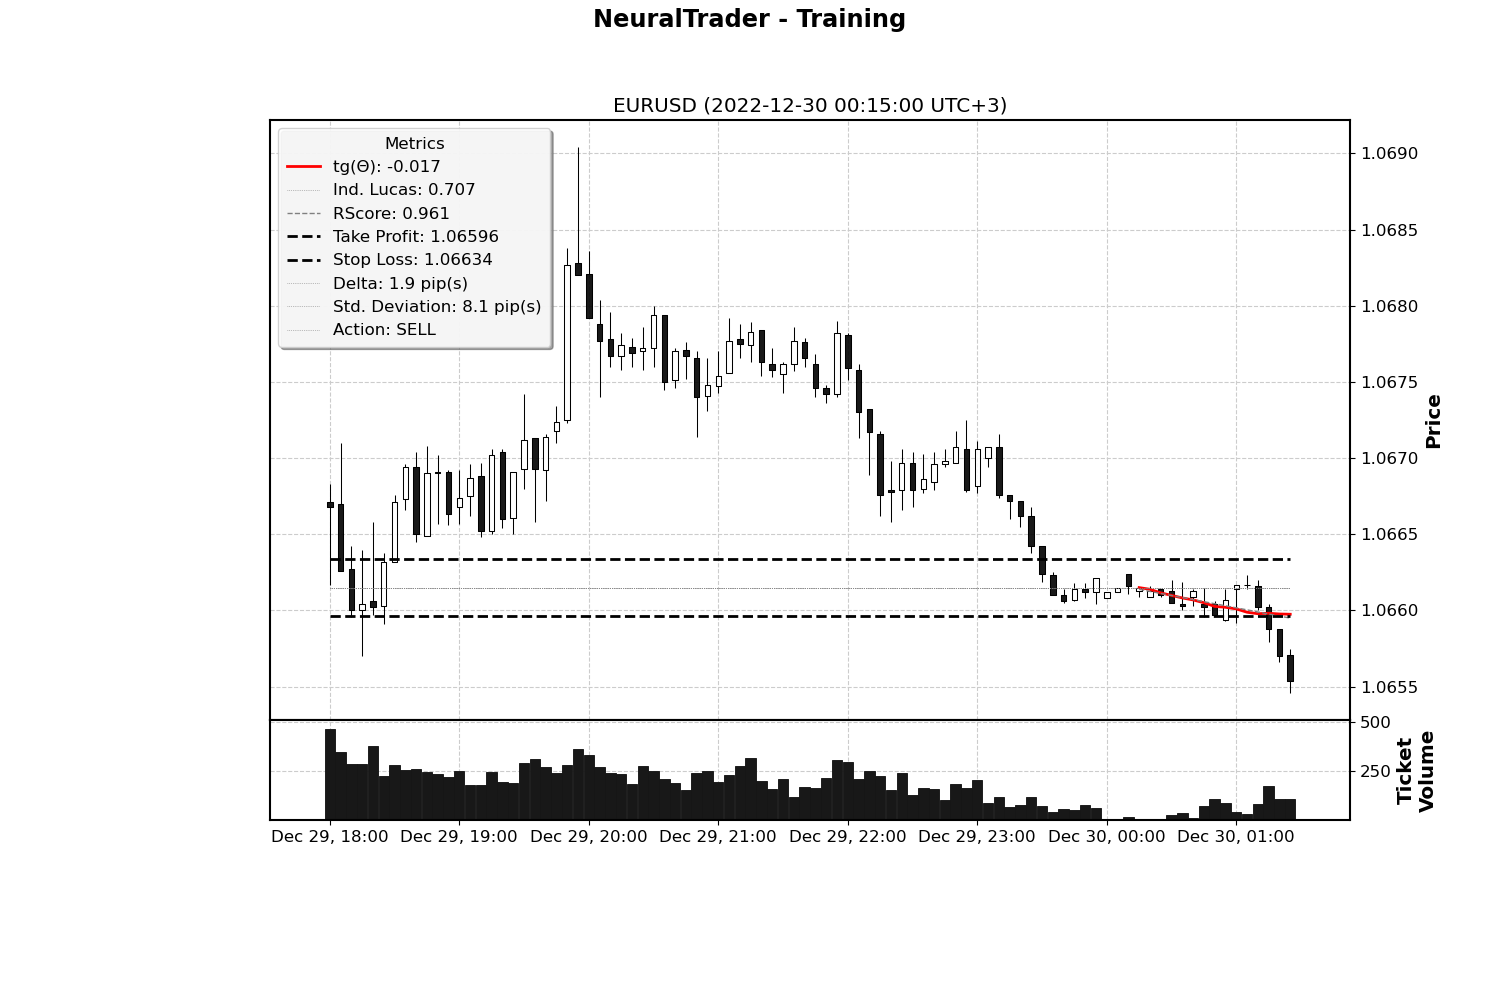 NeuralTrader - Training
EURUSD (2022-12-30 00:15:00 UTC+3)
Metrics
tg(Θ): -0.017
Ind. Lucas: 0.707
RScore: 0.961
Take Profit: 1.06596
Stop Loss: 1.06634
Delta: 1.9 pip(s)
Std. Deviation: 8.1 pip(s)
Action: SELL
1.0690
1.0685
1.0680
1.0675
1.0670
1.0665
1.0660
1.0655
Price
500
250
Ticket
Volume
Dec 29, 18:00 Dec 29, 19:00 Dec 29, 20:00 Dec 29, 21:00 Dec 29, 22:00 Dec 29, 23:00 Dec 30, 00:00 Dec 30, 01:00